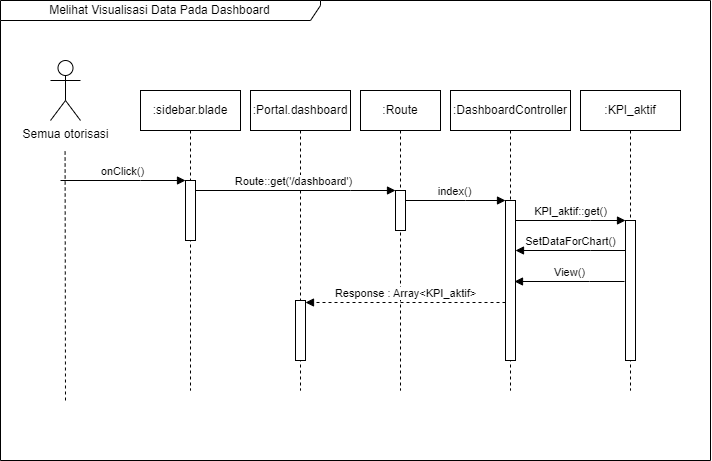 Melihat Visualisasi Data Pada Dashboard
:sidebar.blade
:Portal.dashboard
:Route
:DashboardController
:KPI_aktif
Semua otorisasi
onClick()
Route::get('/dashboard')
index()
KPI_aktif::get()
SetDataForChart()
View()
Response : Array<KPI_aktif>